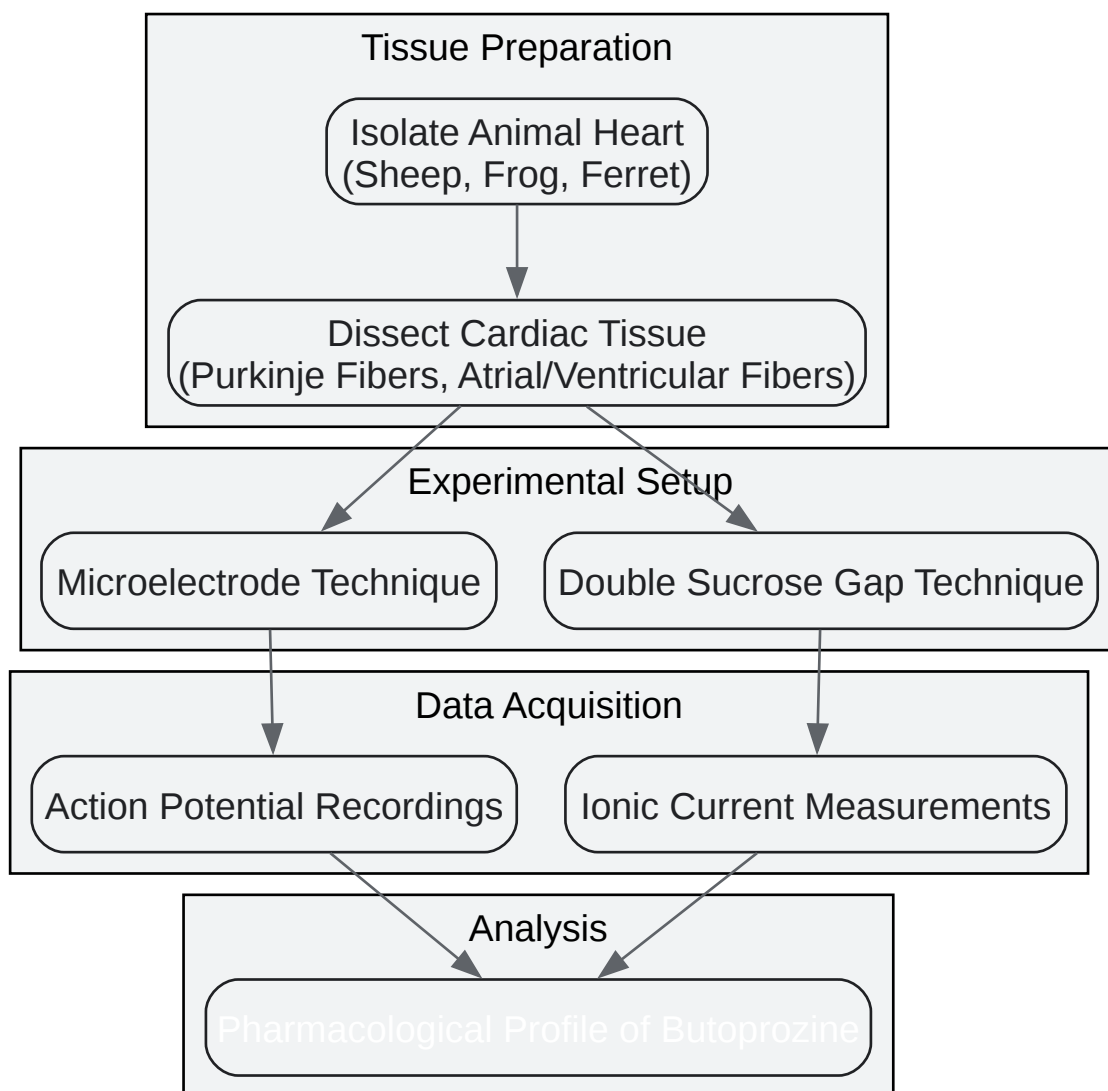 Tissue Preparation
Isolate Animal Heart
(Sheep, Frog, Ferret)
Dissect Cardiac Tissue
(Purkinje Fibers, Atrial/Ventricular Fibers)
Experimental Setup
Microelectrode Technique
Double Sucrose Gap Technique
Data Acquisition
Action Potential Recordings
Ionic Current Measurements
Analysis
Pharmacological Profile of Butoprozine